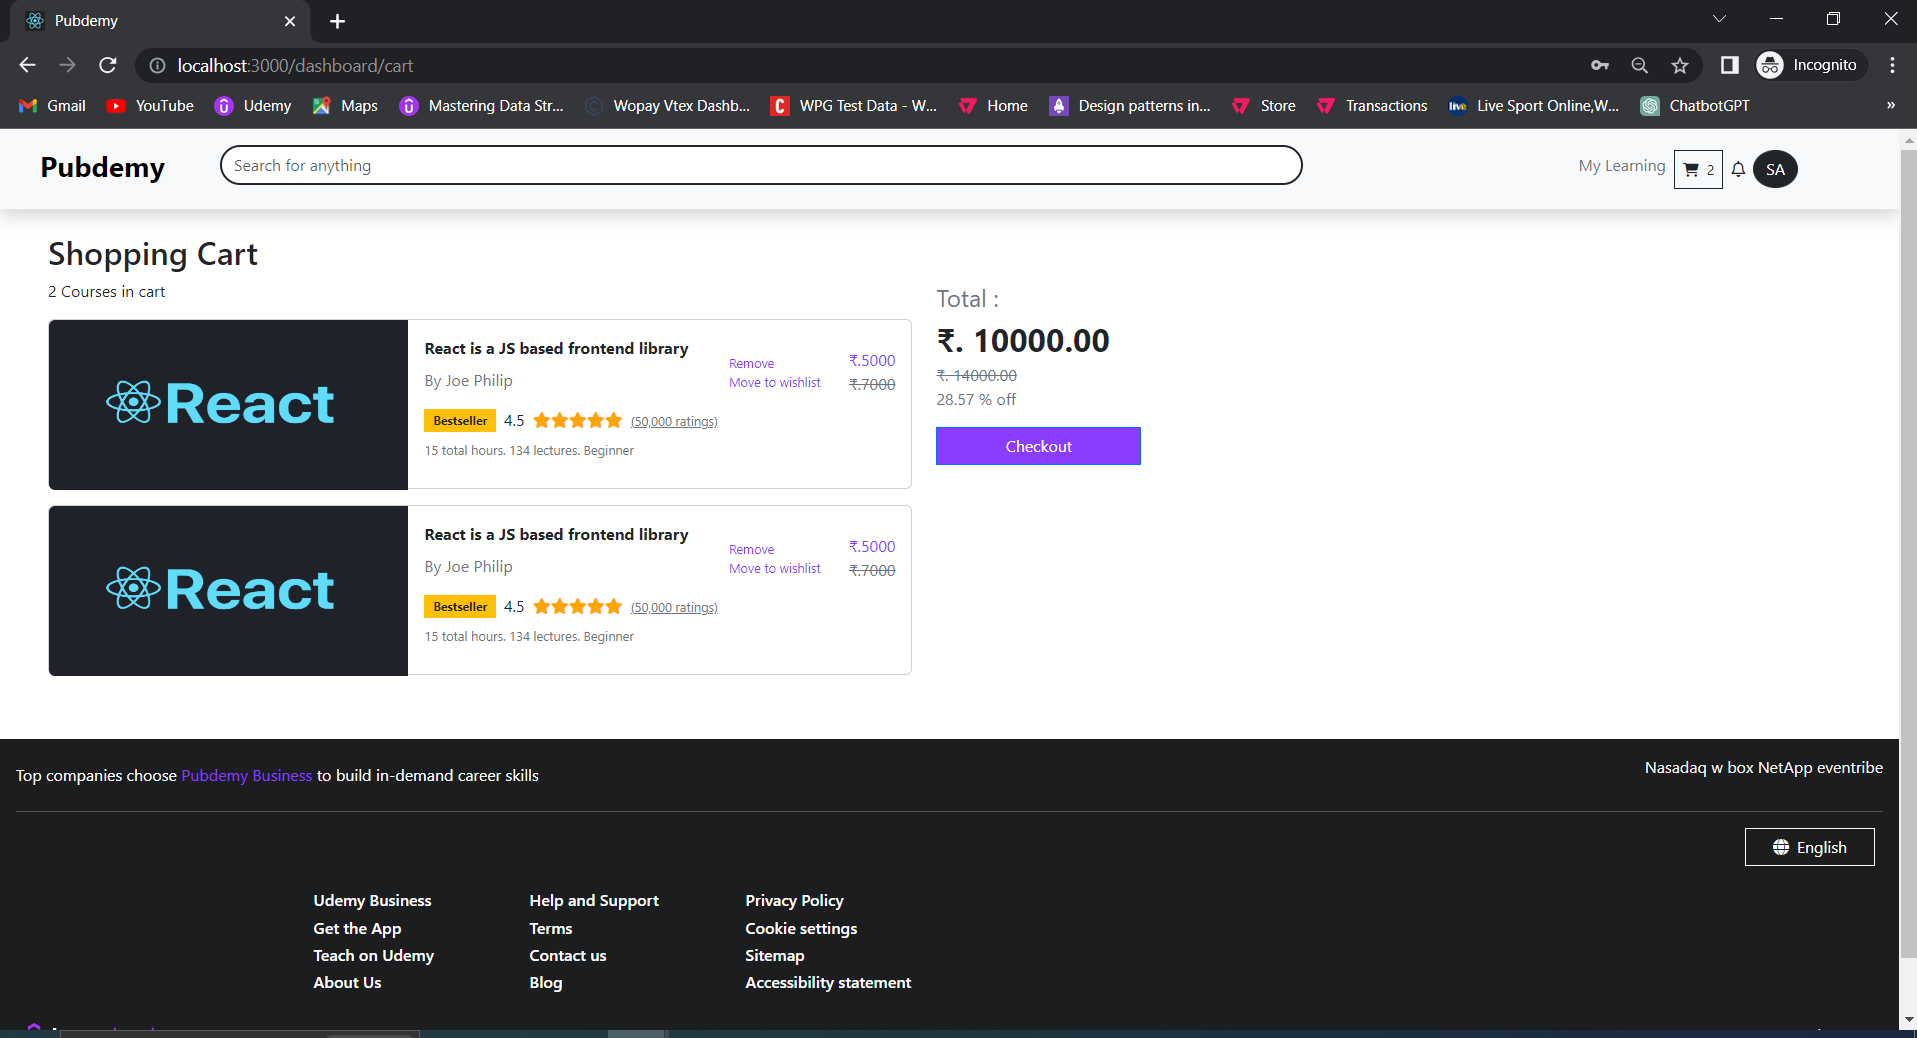 Pubdemy
localhost:3000/dashboard/cart
Incognito
Gmail YouTube Udemy Maps Mastering Data Str... Wopay Vtex Dashb... WPG Test Data - W... Home Design patterns in... Store Transactions Live Sport Online,W... ChatbotGPT »
Pubdemy
Search for anything
My Learning
2
SA
Shopping Cart
2 Courses in cart
React
React is a JS based frontend library
By Joe Philip
Remove
Move to wishlist
₹.5000
₹.7000
Bestseller 4.5 (50,000 ratings)
15 total hours. 134 lectures. Beginner
React
React is a JS based frontend library
By Joe Philip
Remove
Move to wishlist
₹.5000
₹.7000
Bestseller 4.5 (50,000 ratings)
15 total hours. 134 lectures. Beginner
Total :
₹. 10000.00
₹. 14000.00
28.57 % off
Checkout
Top companies choose Pubdemy Business to build in-demand career skills
Nasadaq w box NetApp eventribe
English
Udemy Business
Get the App
Teach on Udemy
About Us
Help and Support
Terms
Contact us
Blog
Privacy Policy
Cookie settings
Sitemap
Accessibility statement